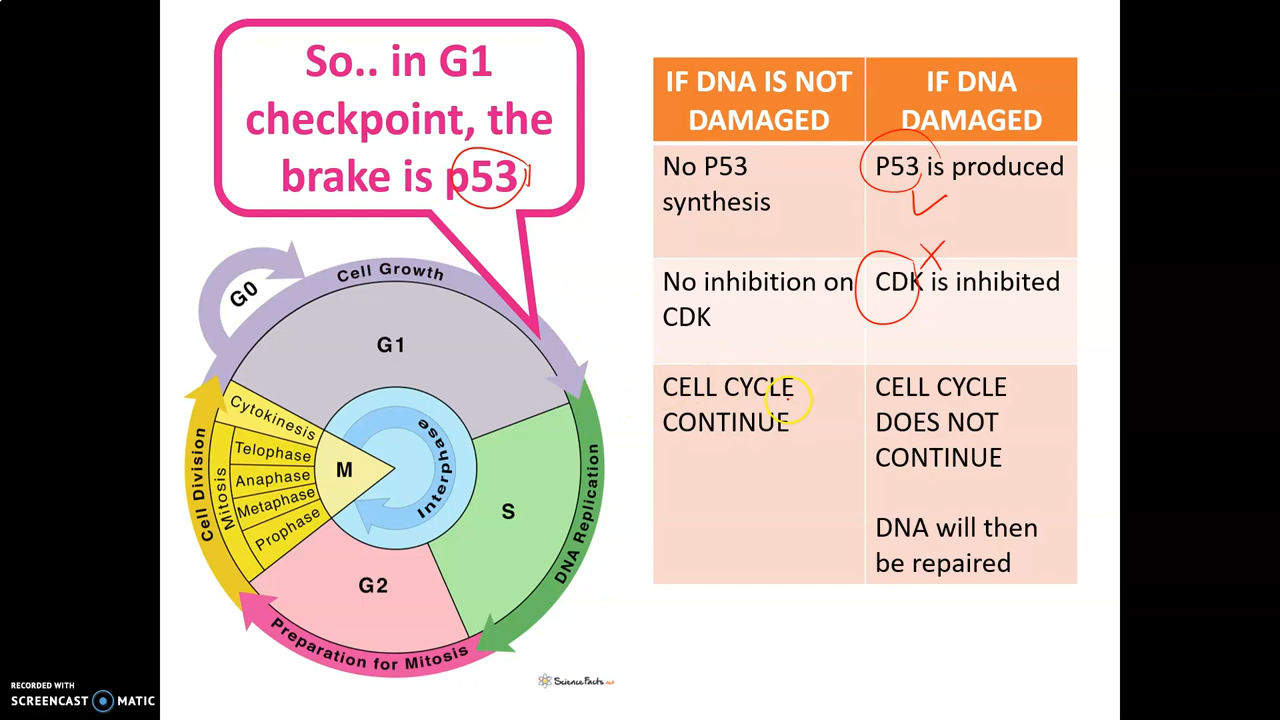 So.. in G1
checkpoint, the
brake is p53
IF DNA IS NOT
DAMAGED
IF DNA
DAMAGED
No P53
synthesis
P53 is produced
No inhibition on
CDK
CDK is inhibited
CELL CYCLE
CONTINUE
CELL CYCLE
DOES NOT
CONTINUE
DNA will then
be repaired
G0
Cell Growth
G1
Cytokinesis
Telophase
Anaphase
Metaphase
Prophase
Mitosis
Cell Division
M
Interphase
S
DNA Replication
G2
Preparation for Mitosis
ScienceFacts.net
RECORDED WITH
SCREENCAST MATIC